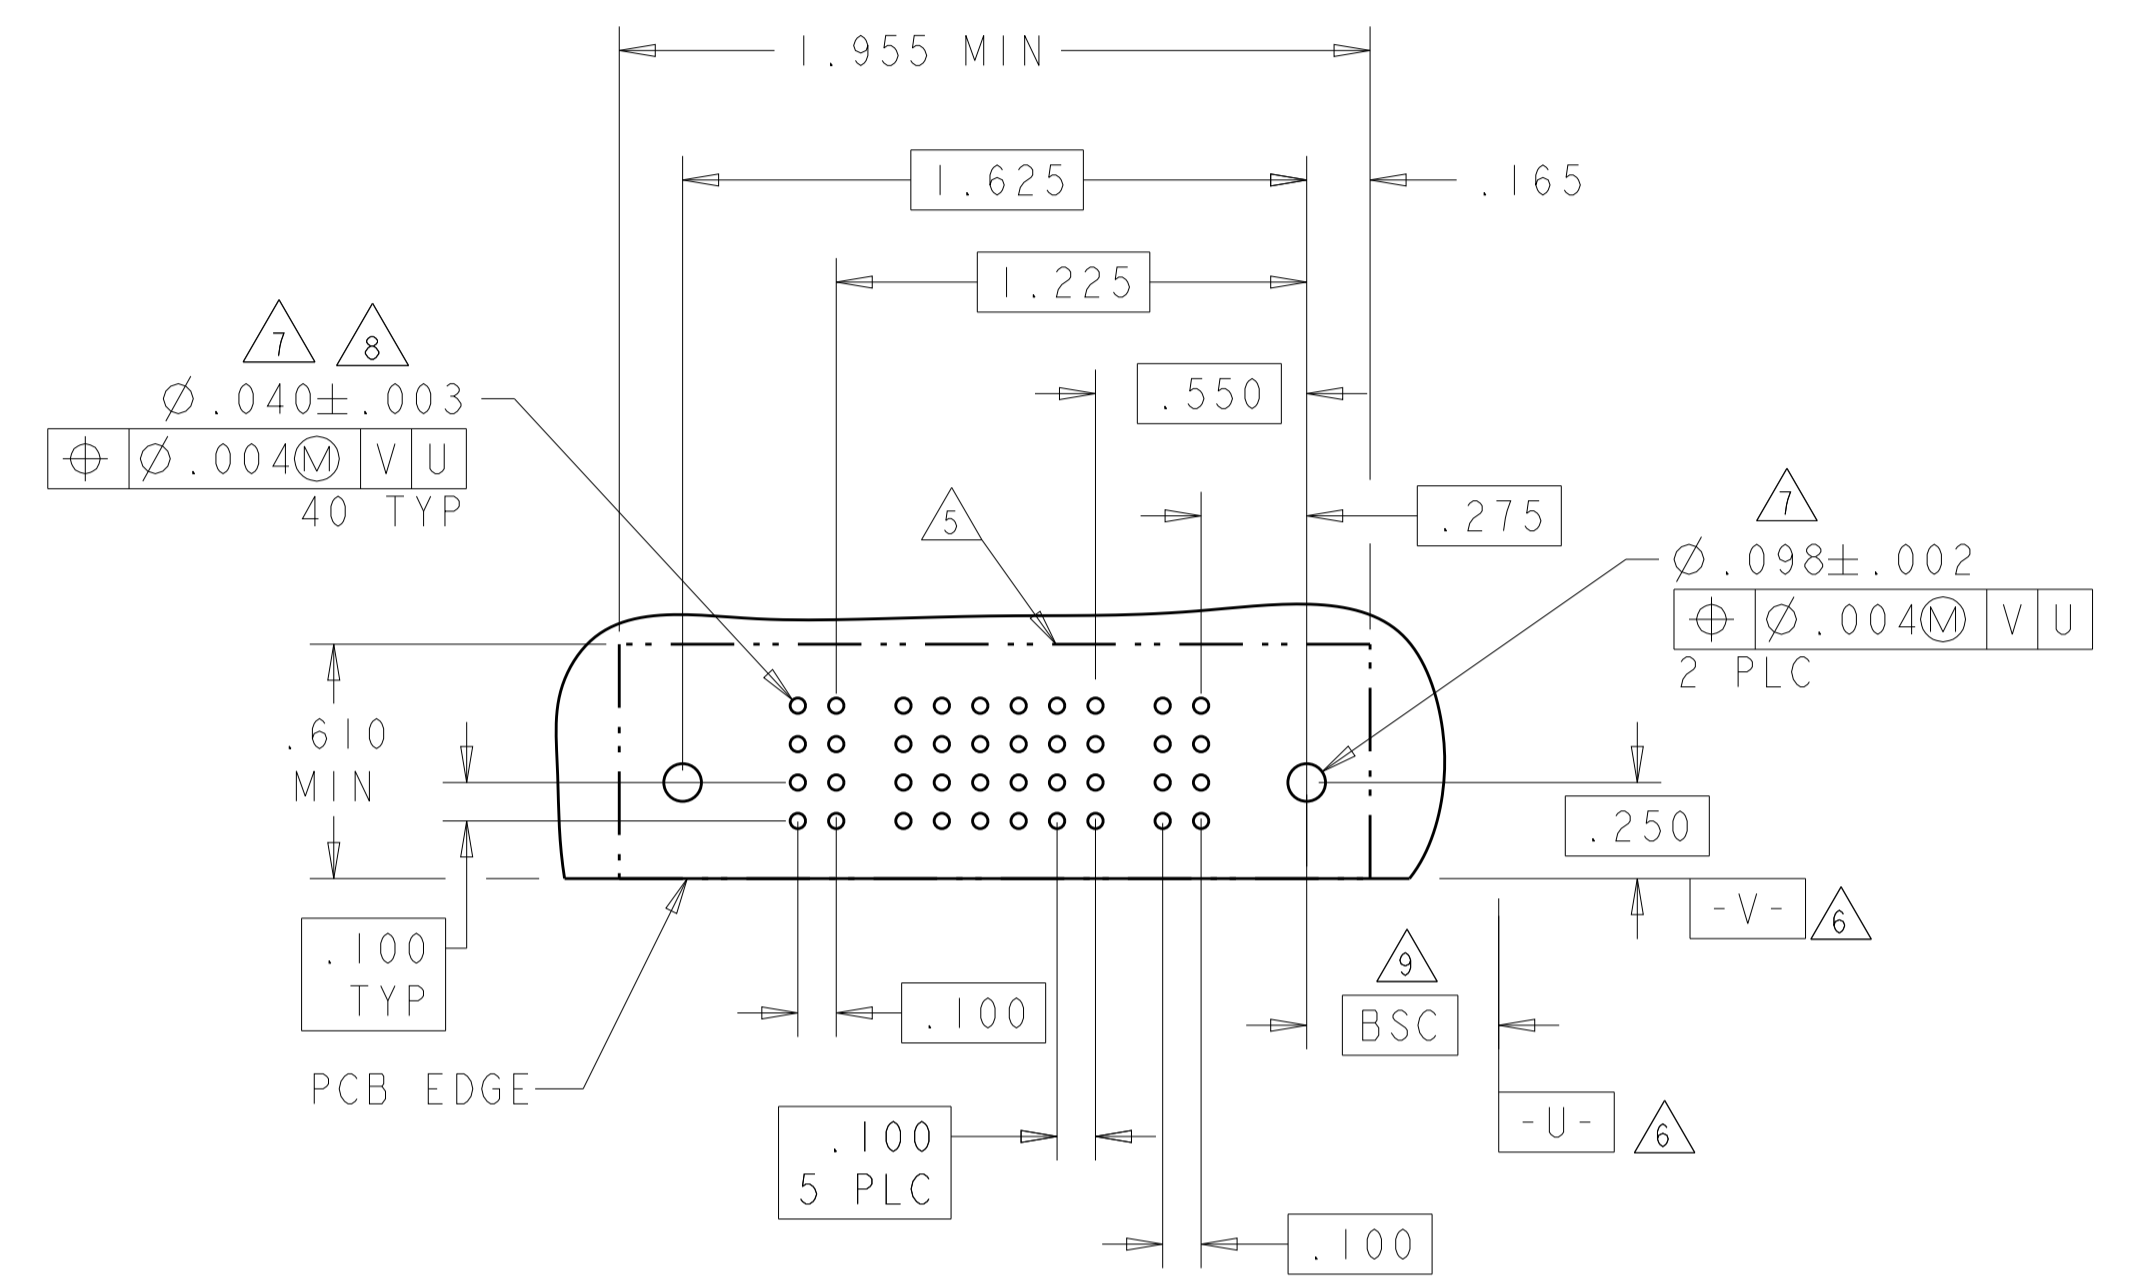 1.955 MIN
1.625
.165
1.225
7 8
⌀.040±.003
⌖ ⌀.004Ⓜ V U
40 TYP
.550
.275
5
7
⌀.098±.002
⌖ ⌀.004Ⓜ V U
2 PLC
.610
MIN
.250
-V- 6
.100
TYP
9
BSC
.100
PCB EDGE
-U- 6
.100
5 PLC
.100